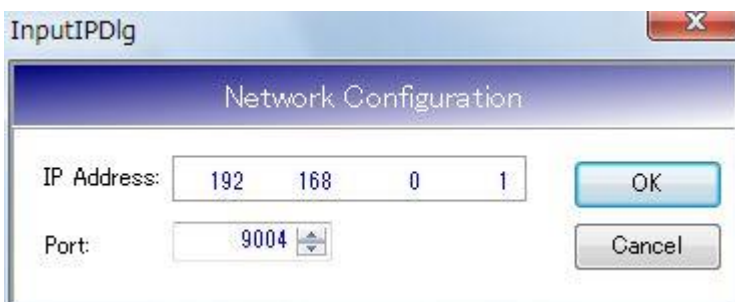 InputIPDlg
Network Configuration
IP Address: 192 168 0 1 OK
Port: 9004 Cancel